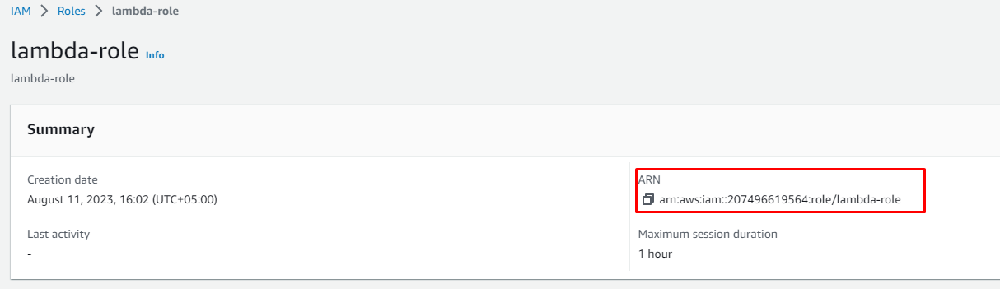 IAM > Roles > lambda-role
lambda-role Info
lambda-role
Summary
Creation date
August 11, 2023, 16:02 (UTC+05:00)
ARN
arn:aws:iam::207496619564:role/lambda-role
Last activity
-
Maximum session duration
1 hour